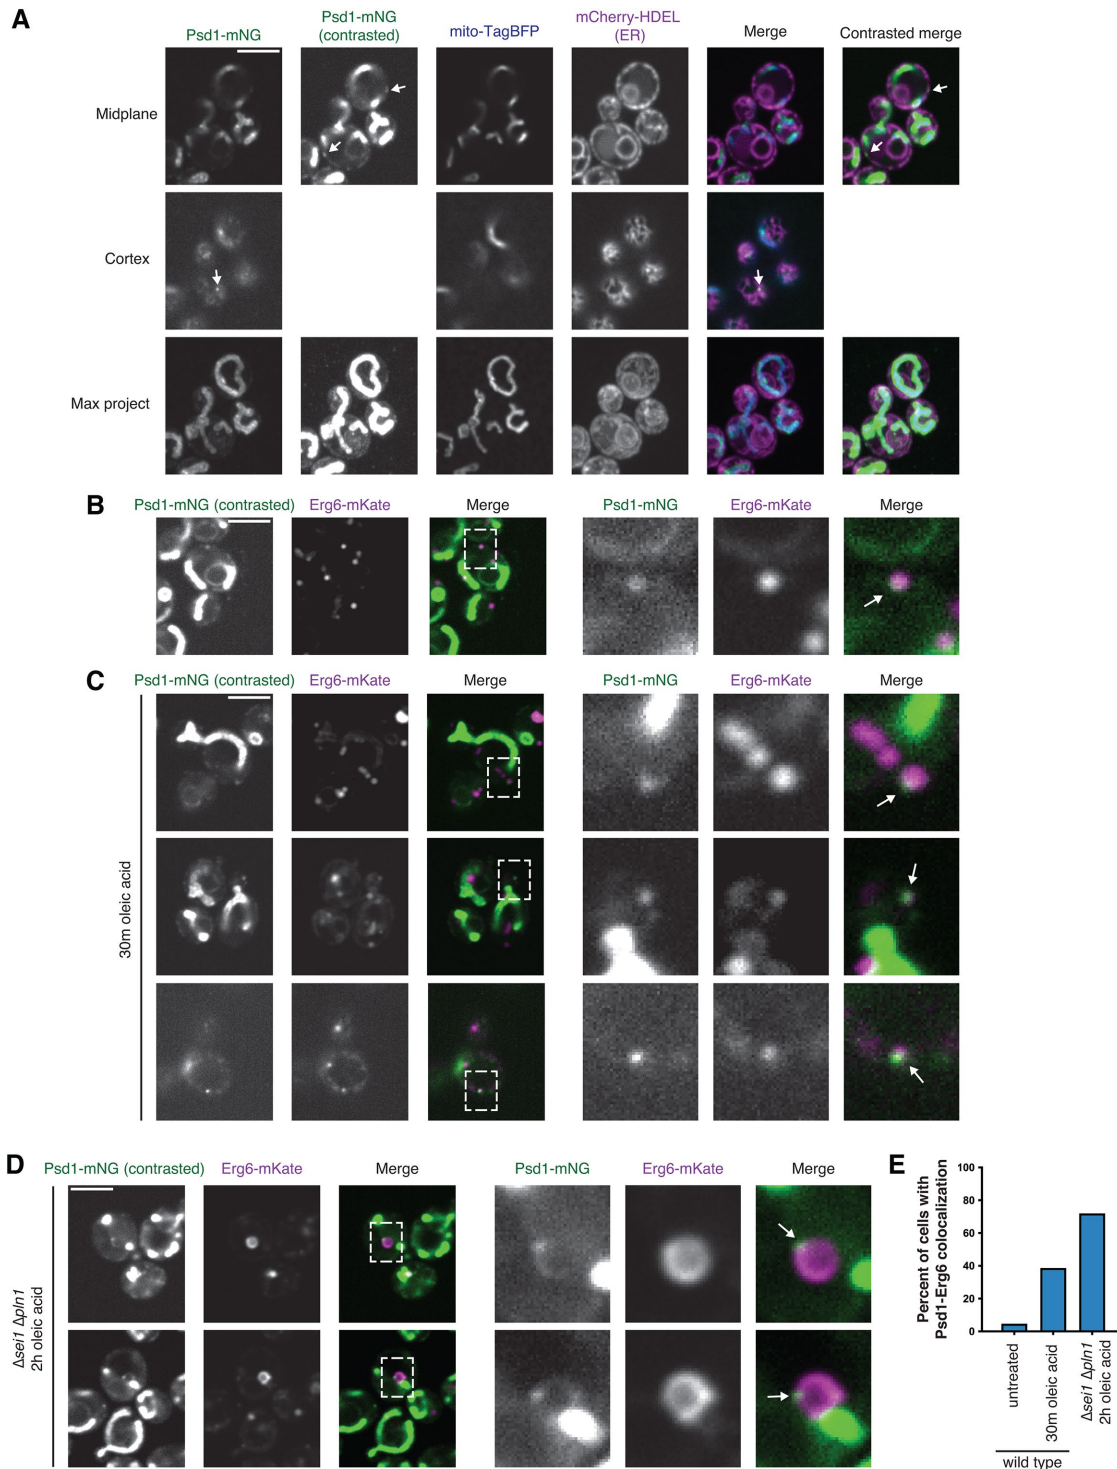 A
Psd1-mNG
Psd1-mNG
(contrasted)
mito-TagBFP
mCherry-HDEL
(ER)
Merge
Contrasted merge
Midplane
Cortex
Max project
B
Psd1-mNG (contrasted)
Erg6-mKate
Merge
Psd1-mNG
Erg6-mKate
Merge
C
Psd1-mNG (contrasted)
Erg6-mKate
Merge
Psd1-mNG
Erg6-mKate
Merge
30m oleic acid
D
Psd1-mNG (contrasted)
Erg6-mKate
Merge
Psd1-mNG
Erg6-mKate
Merge
Δsei1 Δpln1
2h oleic acid
E
Percent of cells with
Psd1-Erg6 colocalization
100
80
60
40
20
0
untreated
30m oleic acid
Δsei1 Δpln1
2h oleic acid
wild type